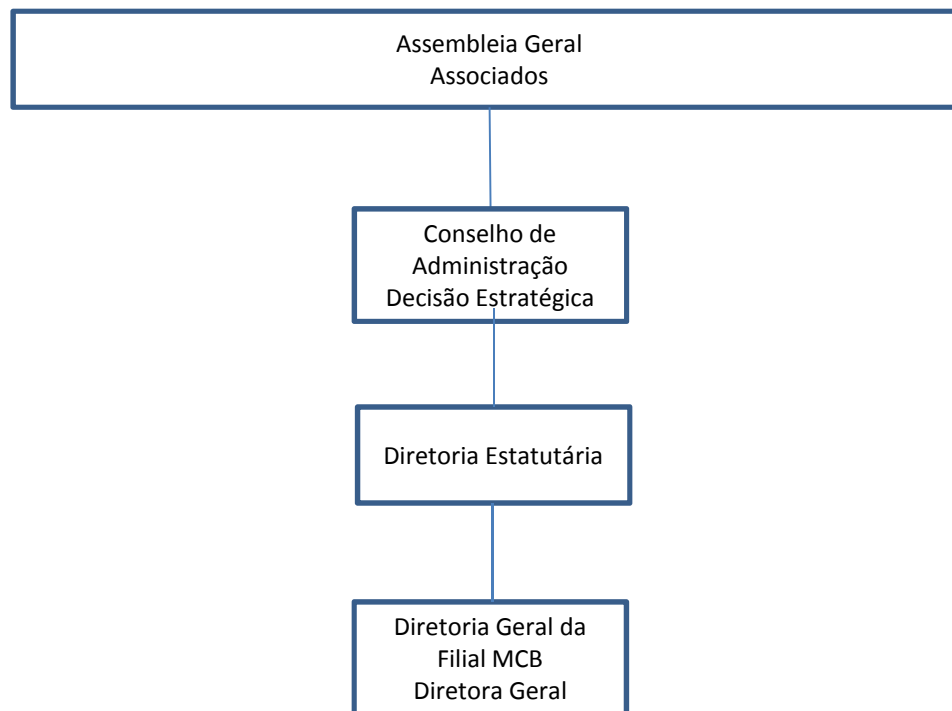 Assembleia Geral
Associados
Conselho de
Administração
Decisão Estratégica
Diretoria Estatutária
Diretoria Geral da
Filial MCB
Diretora Geral